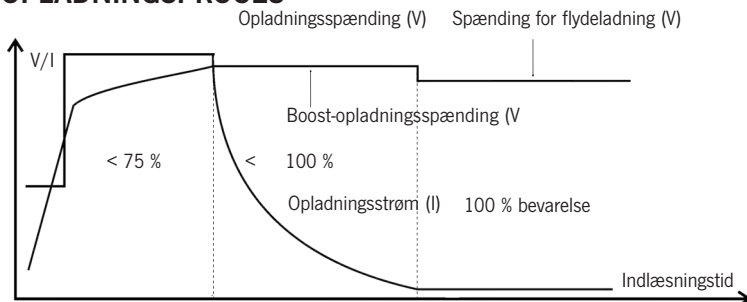 OPLADNINGSPROCES
Opladningsspænding (V)
Spænding for flydeladning (V)
V/I
Boost-opladningsspænding (V
< 75 %
< 100 %
Opladningsstrøm (I)
100 % bevarelse
Indlæsningstid